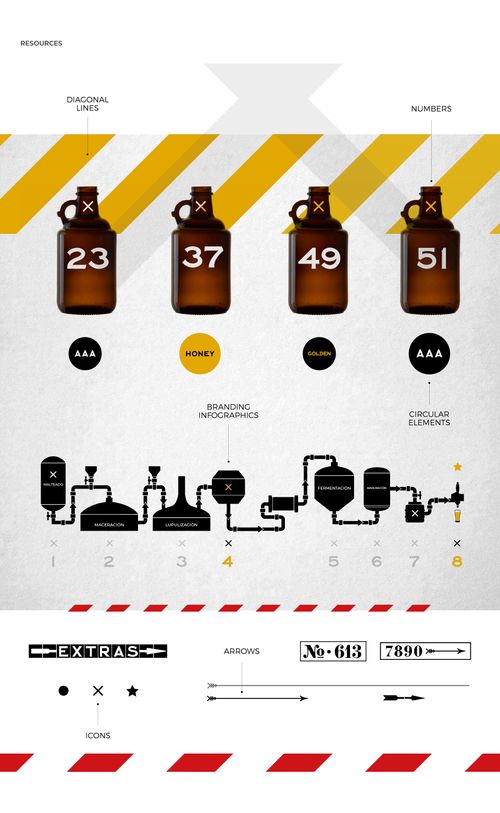 RESOURCES
DIAGONAL
LINES
NUMBERS
23
37
49
51
AAA
HONEY
GOLDEN
AAA
BRANDING
INFOGRAPHICS
CIRCULAR
ELEMENTS
MALTEADO
MACERACIÓN
LUPULIZACIÓN
FERMENTACIÓN
MADURACIÓN
1
2
3
4
5
6
7
8
EXTRAS
ARROWS
No. 613
7890
ICONS